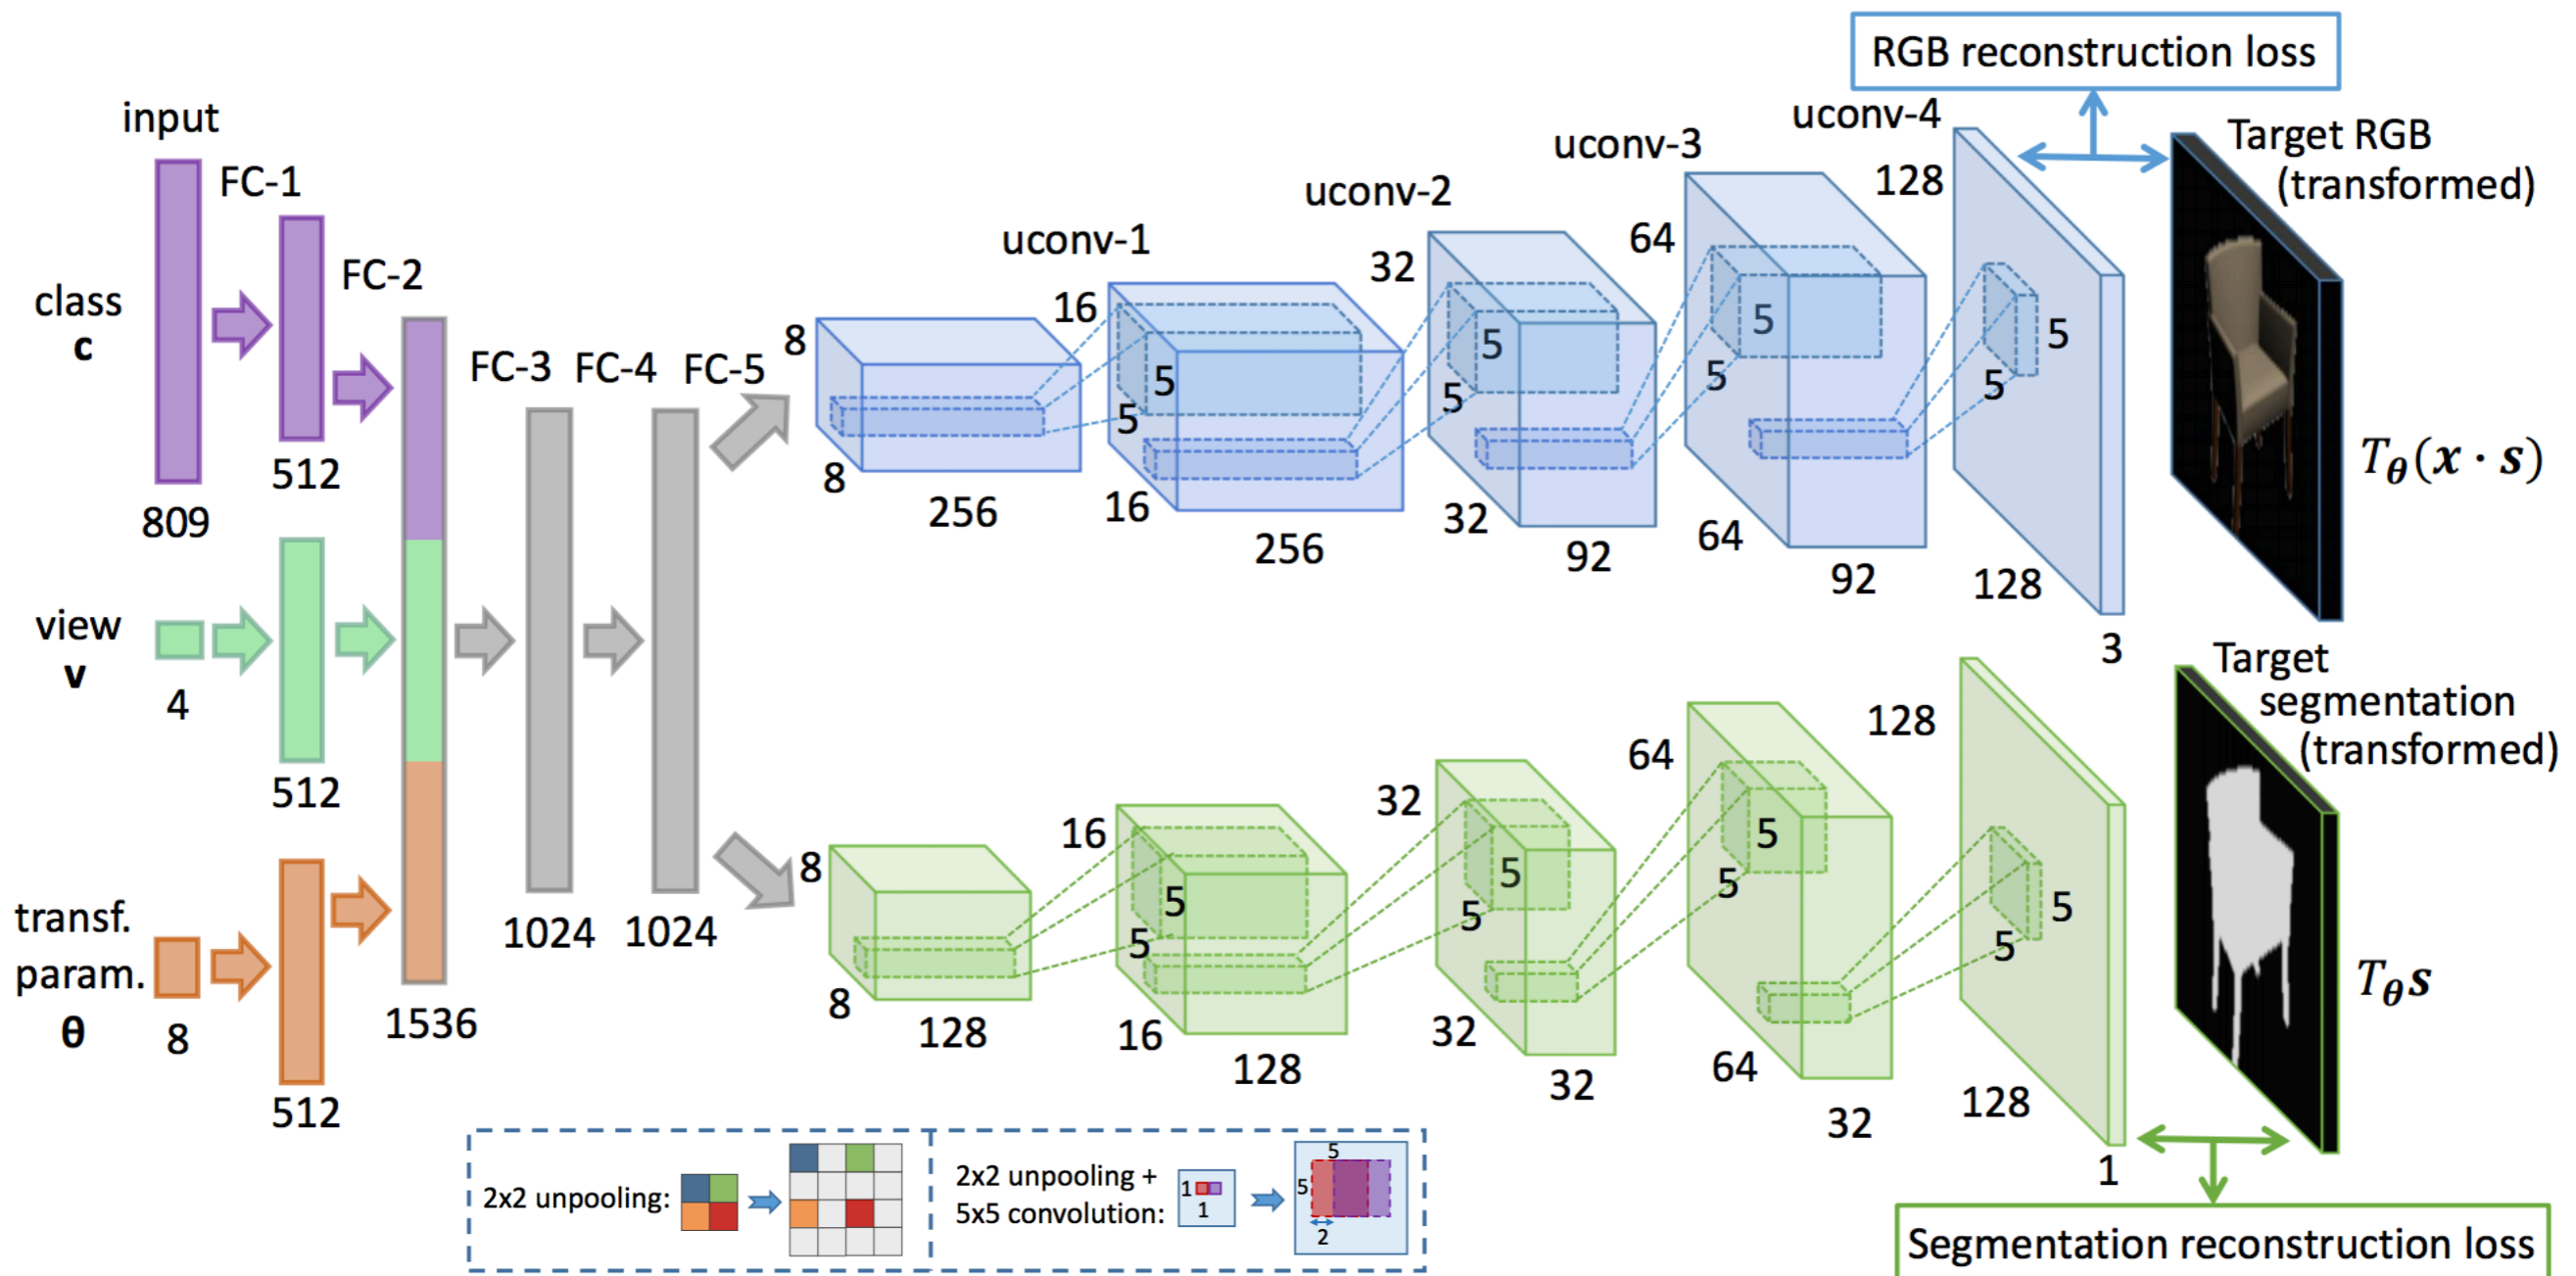 input
class
c
809
FC-1
512
FC-2
view
v
4
512
transf.
param.
θ
8
512
1536
FC-3
1024
FC-4
1024
FC-5
8
8
256
uconv-1
16
16
5
5
256
uconv-2
32
32
5
5
92
uconv-3
64
64
5
5
92
uconv-4
128
128
5
5
3
RGB reconstruction loss
Target RGB
(transformed)
Tθ(x · s)
8
8
128
16
16
5
5
128
32
32
5
5
32
64
64
5
5
32
128
128
5
5
1
Target
segmentation
(transformed)
Tθs
Segmentation reconstruction loss
2x2 unpooling:
2x2 unpooling +
5x5 convolution:
1
1
5
5
2